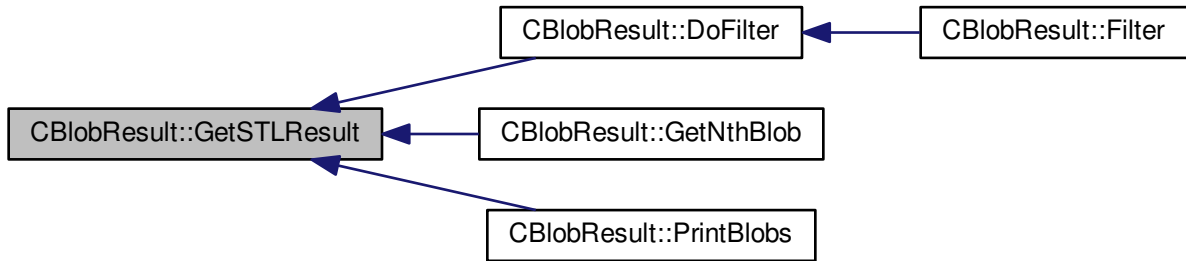 CBlobResult::DoFilter
CBlobResult::Filter
CBlobResult::GetSTLResult
CBlobResult::GetNthBlob
CBlobResult::PrintBlobs